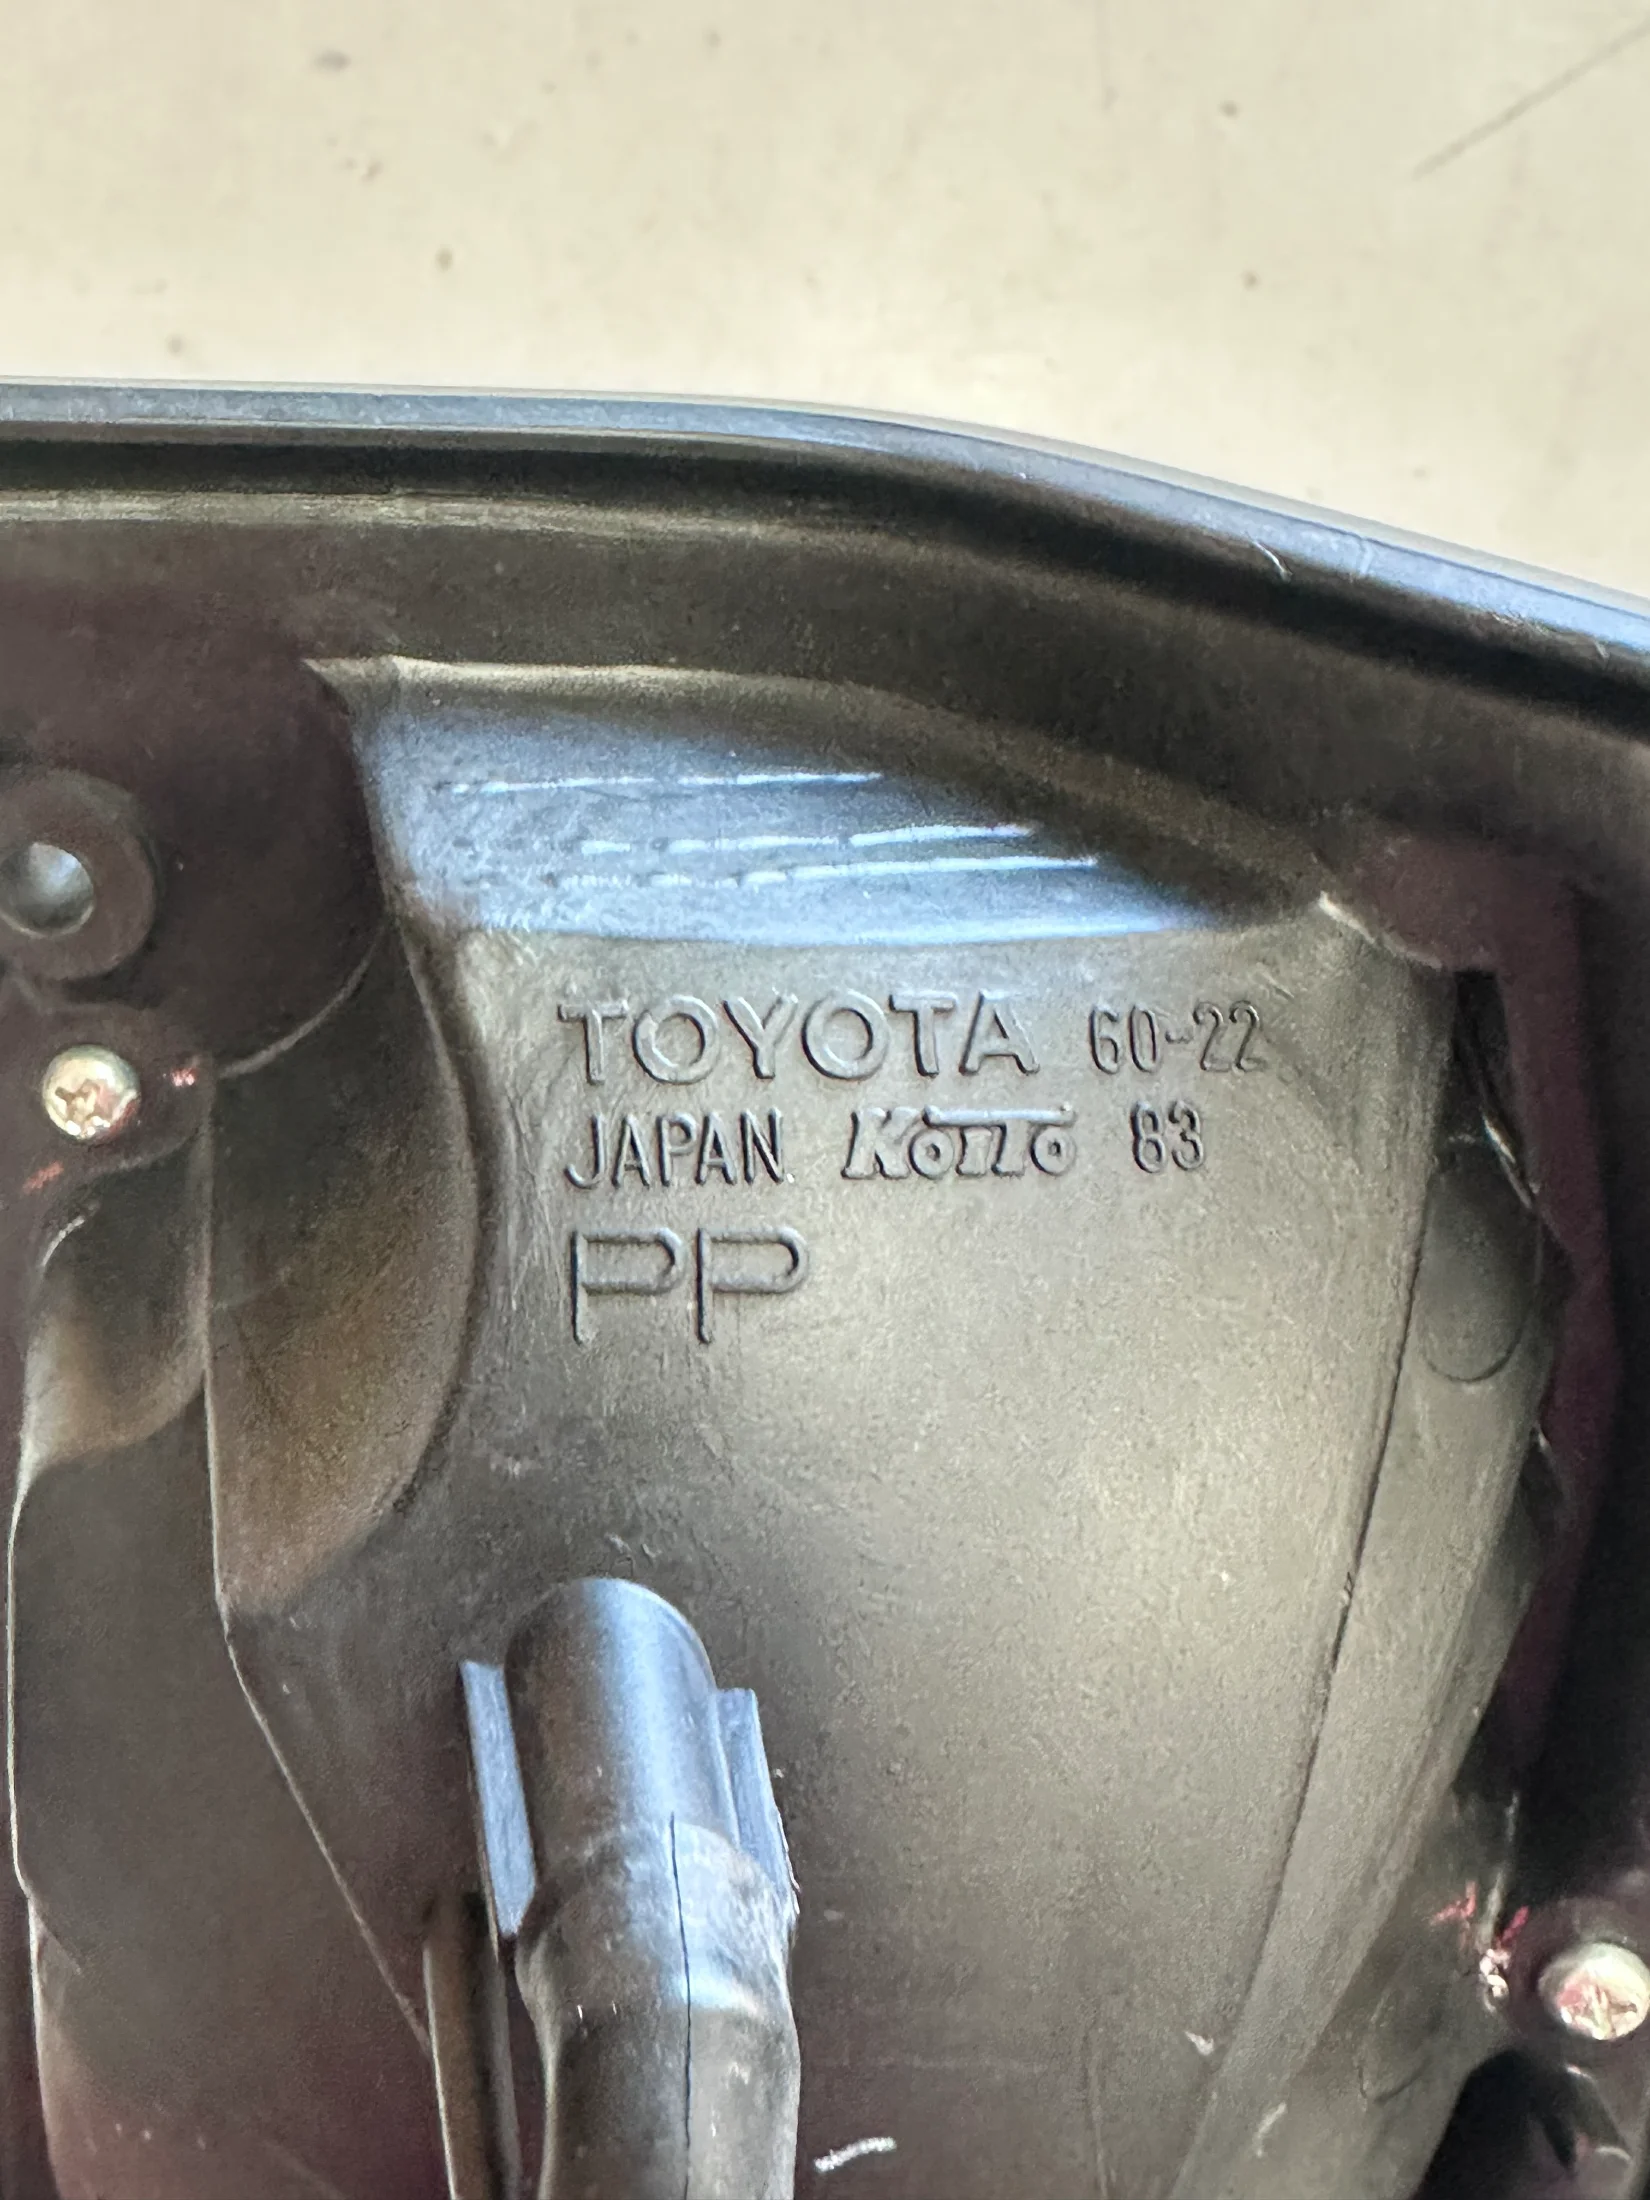 TOYOTA 60-22
JAPAN KOITO 83
PP